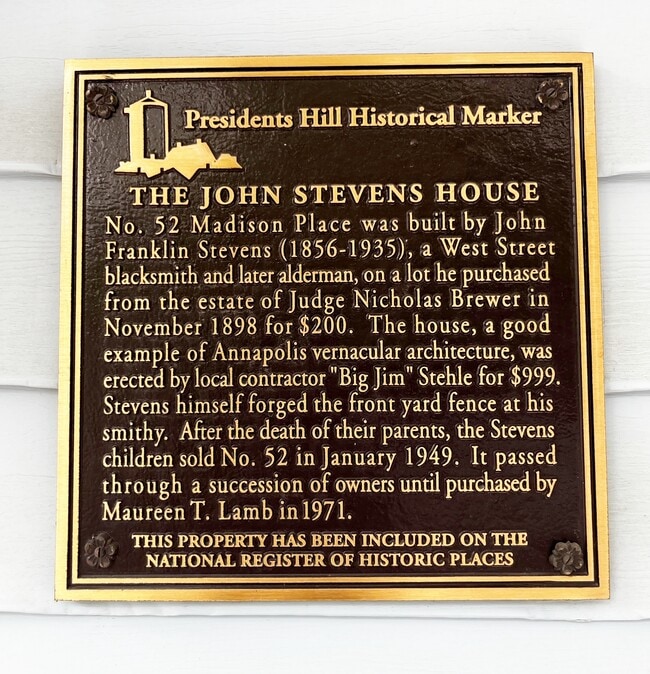 Presidents Hill Historical Marker
THE JOHN STEVENS HOUSE
No. 52 Madison Place was built by John
Franklin Stevens (1856-1935), a West Street
blacksmith and later alderman, on a lot he purchased
from the estate of Judge Nicholas Brewer in
November 1898 for $200. The house, a good
example of Annapolis vernacular architecture, was
erected by local contractor "Big Jim" Stehle for $999.
Stevens himself forged the front yard fence at his
smithy. After the death of their parents, the Stevens
children sold No. 52 in January 1949. It passed
through a succession of owners until purchased by
Maureen T. Lamb in 1971.
THIS PROPERTY HAS BEEN INCLUDED ON THE
NATIONAL REGISTER OF HISTORIC PLACES